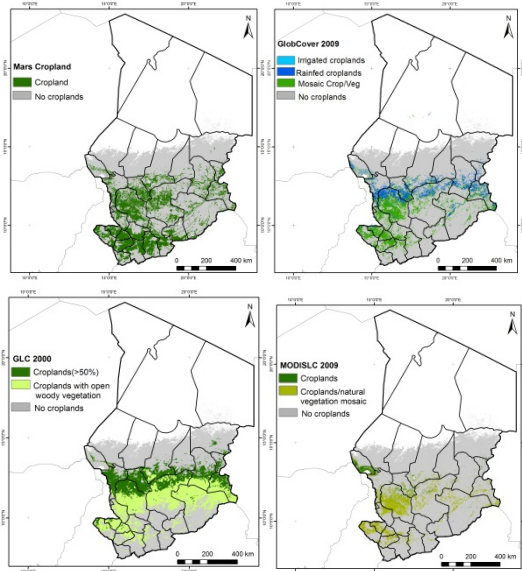 Mars Cropland
Cropland
No croplands
N
0 200 400 km
GlobCover 2009
Irrigated croplands
Rainfed croplands
Mosaic Crop/Veg
No croplands
N
0 200 400 km
GLC 2000
Croplands(>50%)
Croplands with open
woody vegetation
No croplands
N
0 200 400 km
MODISLC 2009
Croplands
Croplands/natural
vegetation mosaic
No croplands
N
0 200 400 km